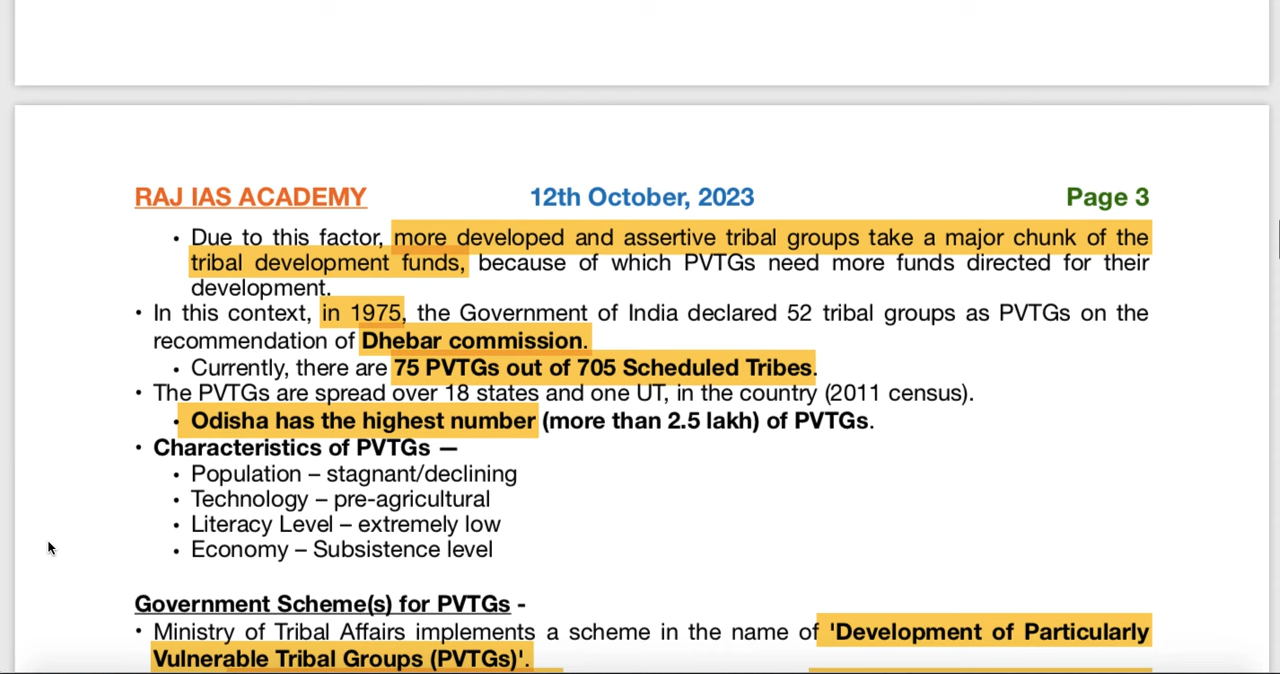 RAJ IAS ACADEMY 12th October, 2023 Page 3
• Due to this factor, more developed and assertive tribal groups take a major chunk of the
tribal development funds, because of which PVTGs need more funds directed for their
development.
• In this context, in 1975, the Government of India declared 52 tribal groups as PVTGs on the
recommendation of Dhebar commission.
• Currently, there are 75 PVTGs out of 705 Scheduled Tribes.
• The PVTGs are spread over 18 states and one UT, in the country (2011 census).
• Odisha has the highest number (more than 2.5 lakh) of PVTGs.
• Characteristics of PVTGs —
• Population – stagnant/declining
• Technology – pre-agricultural
• Literacy Level – extremely low
• Economy – Subsistence level
Government Scheme(s) for PVTGs -
• Ministry of Tribal Affairs implements a scheme in the name of 'Development of Particularly
Vulnerable Tribal Groups (PVTGs)'.